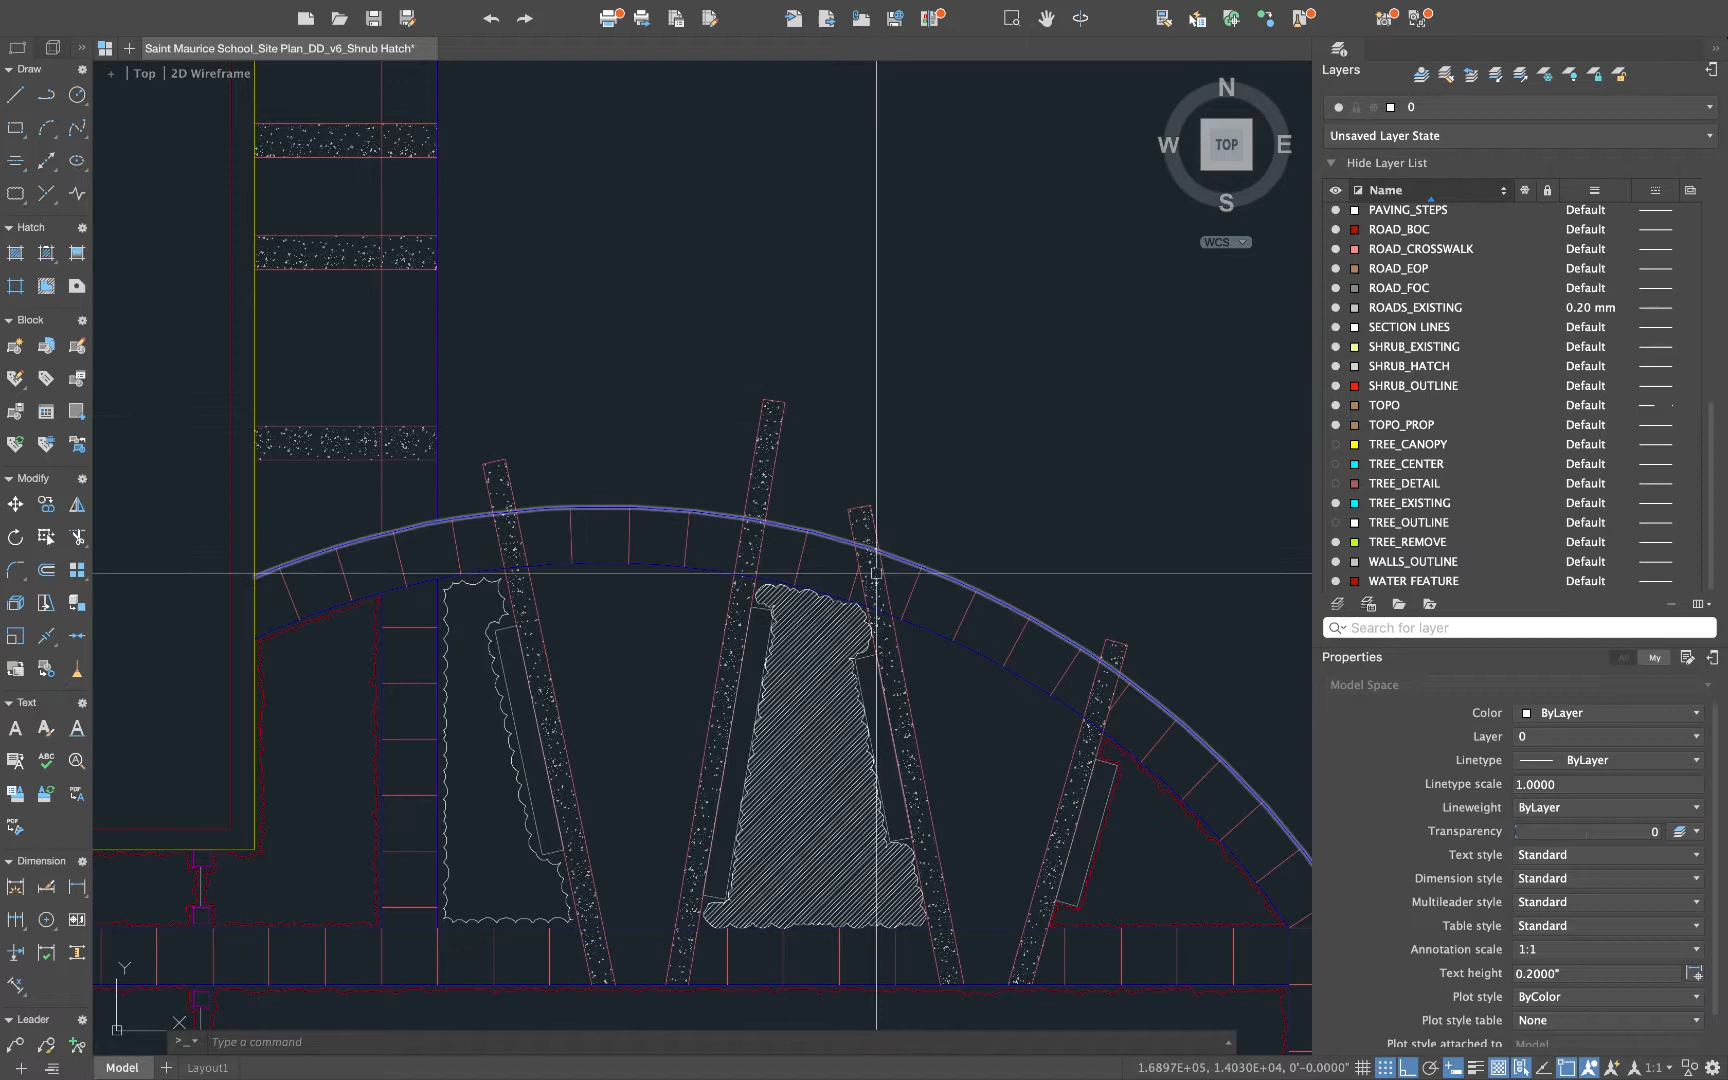 Saint Maurice School_Site Plan_DD_v6_Shrub Hatch*
+ | Top | 2D Wireframe
Draw
Hatch
Block
Modify
Text
A A A
ABC
PDF
Dimension
Leader
N
W TOP E
S
WCS
Y
X
>_ Type a command
Model
Layout1
1.6897E+05, 1.4030E+04, 0'-0.0000"
1:1
Layers
0
Unsaved Layer State
Hide Layer List
Name
PAVING_STEPS Default
ROAD_BOC Default
ROAD_CROSSWALK Default
ROAD_EOP Default
ROAD_FOC Default
ROADS_EXISTING 0.20 mm
SECTION LINES Default
SHRUB_EXISTING Default
SHRUB_HATCH Default
SHRUB_OUTLINE Default
TOPO Default
TOPO_PROP Default
TREE_CANOPY Default
TREE_CENTER Default
TREE_DETAIL Default
TREE_EXISTING Default
TREE_OUTLINE Default
TREE_REMOVE Default
WALLS_OUTLINE Default
WATER FEATURE Default
Search for layer
Properties All My
Model Space
Color ByLayer
Layer 0
Linetype ByLayer
Linetype scale 1.0000
Lineweight ByLayer
Transparency 0
Text style Standard
Dimension style Standard
Multileader style Standard
Table style Standard
Annotation scale 1:1
Text height 0.2000"
Plot style ByColor
Plot style table None
Plot style attached to Model